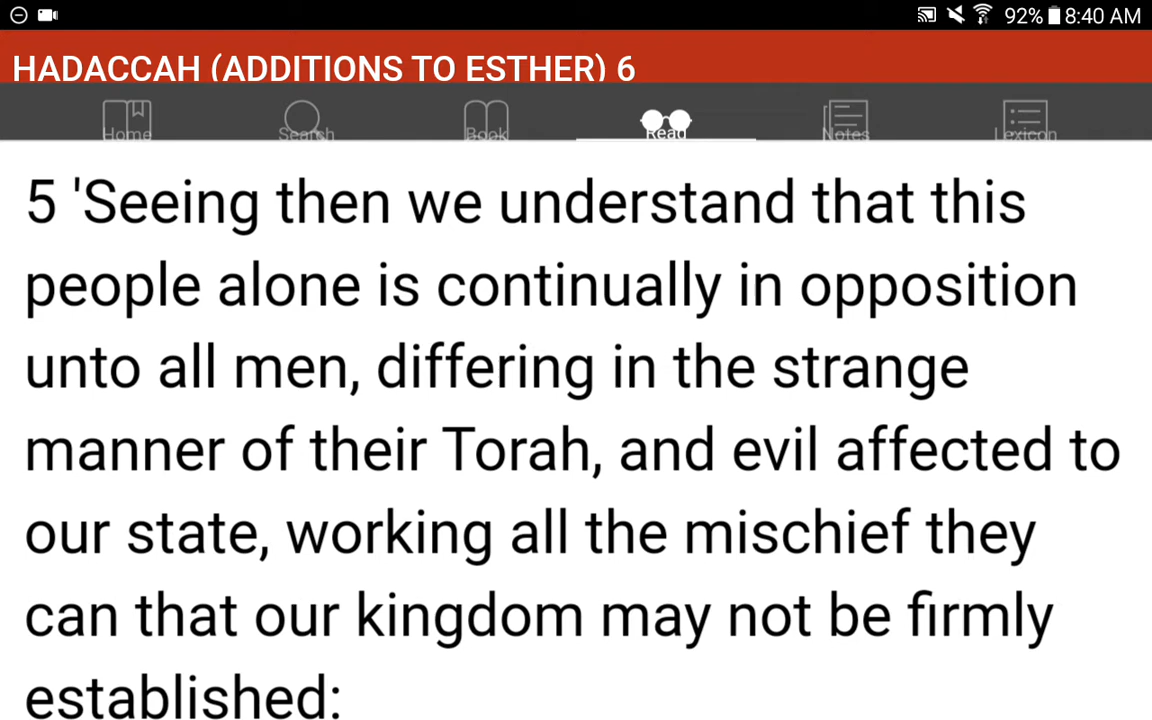 92% 8:40 AM
HADACCAH (ADDITIONS TO ESTHER) 6
Home Search Book Read Notes Lexicon
5 'Seeing then we understand that this
people alone is continually in opposition
unto all men, differing in the strange
manner of their Torah, and evil affected to
our state, working all the mischief they
can that our kingdom may not be firmly
established: